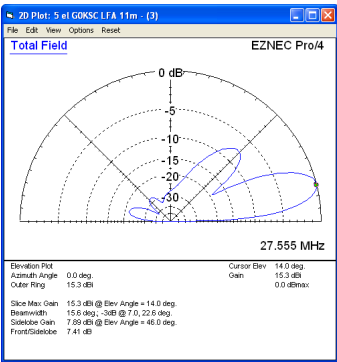 2D Plot: 5 el G0KSC LFA 11m - (3)
File Edit View Options Reset
Total Field
EZNEC Pro/4
0 dB
-5
-10
-15
-20
-30
27.555 MHz
Elevation Plot
Azimuth Angle 0.0 deg.
Outer Ring 15.3 dBi
Cursor Elev 14.0 deg.
Gain 15.3 dBi
0.0 dBmax
Slice Max Gain 15.3 dBi @ Elev Angle = 14.0 deg.
Beamwidth 15.6 deg.; -3dB @ 7.0, 22.6 deg.
Sidelobe Gain 7.89 dBi @ Elev Angle = 46.0 deg.
Front/Sidelobe 7.41 dB